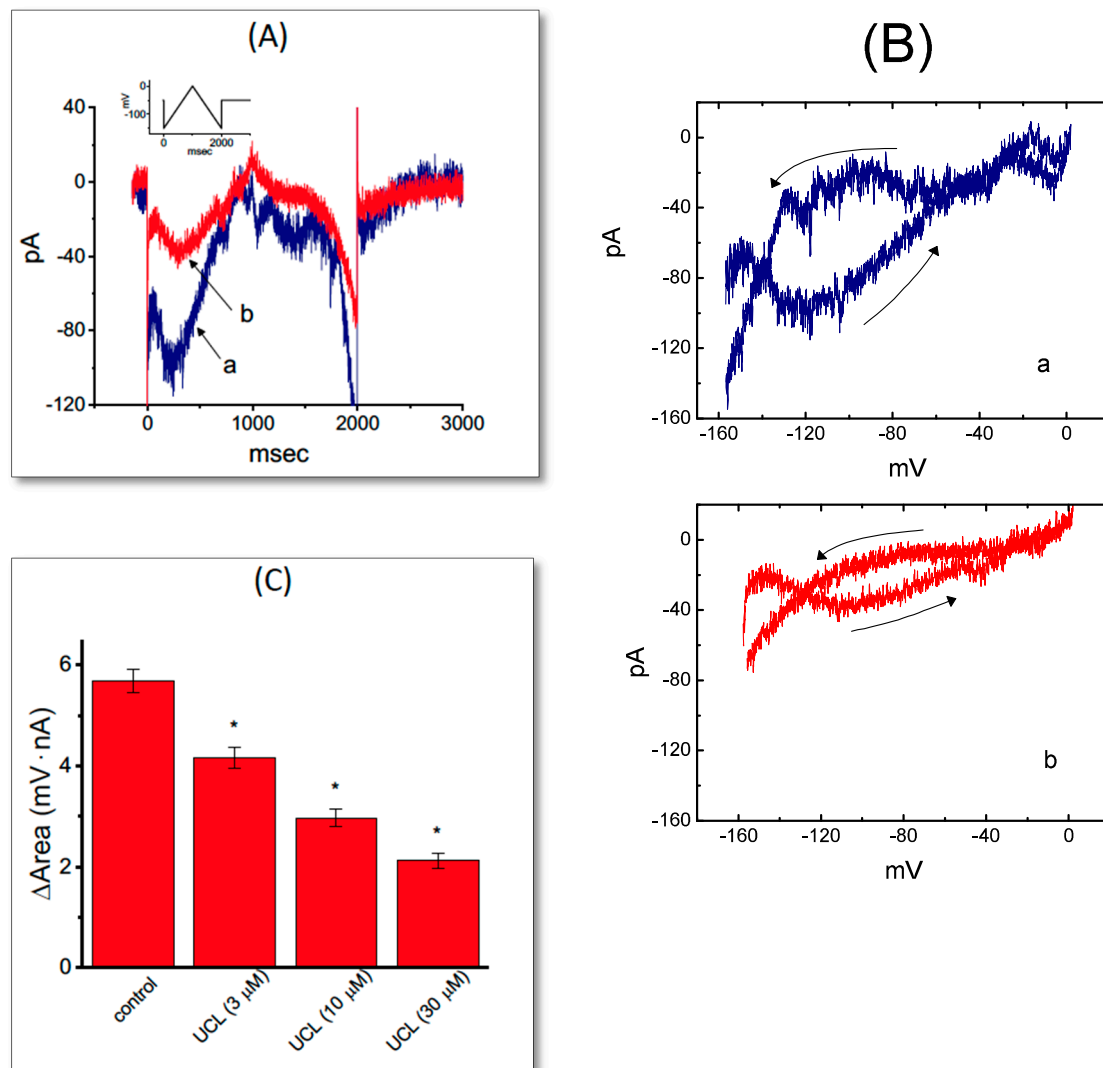 (A)
40
0
-40
-80
-120
pA
0
-100
mV
0
2000
msec
b
a
0
1000
2000
3000
msec
(B)
0
-40
-80
-120
-160
pA
a
-160
-120
-80
-40
0
mV
0
-40
-80
-120
-160
pA
b
-160
-120
-80
-40
0
mV
(C)
6
4
2
0
ΔArea (mV·nA)
*
*
*
control
UCL (3 μM)
UCL (10 μM)
UCL (30 μM)